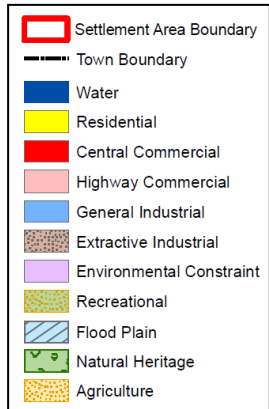 Settlement Area Boundary
Town Boundary
Water
Residential
Central Commercial
Highway Commercial
General Industrial
Extractive Industrial
Environmental Constraint
Recreational
Flood Plain
Natural Heritage
Agriculture